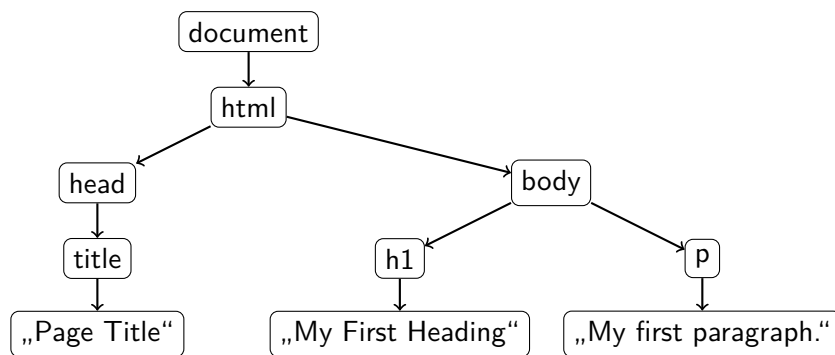 document
html
head
body
title
h1
p
„Page Title“
„My First Heading“
„My first paragraph.“